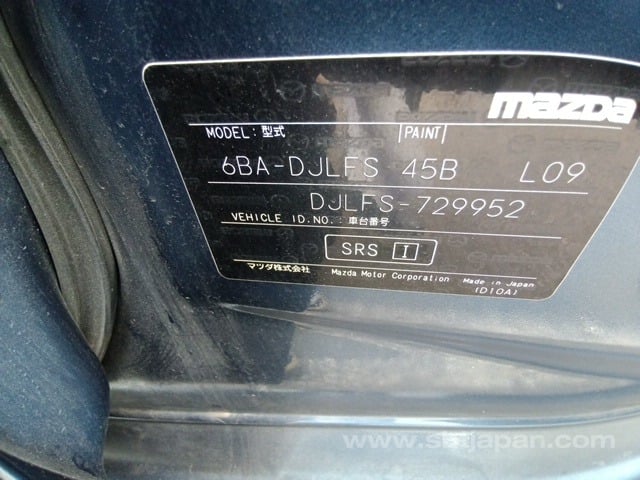 mazda
MODEL:型式 PAINT
6BA-DJLFS 45B L09
DJLFS-729952
VEHICLE ID.NO.:車台番号
SRS I
マツダ株式会社 Mazda Motor Corporation Made in Japan
(D10A)
www.sbtjapan.com